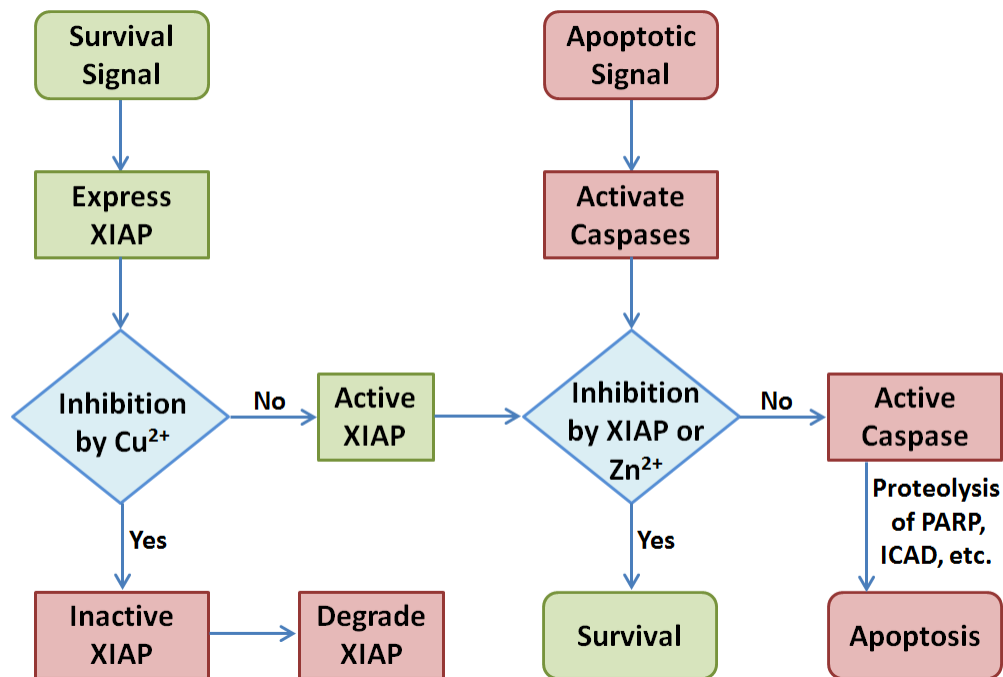 Survival
Signal
Apoptotic
Signal
Express
XIAP
Activate
Caspases
Inhibition
by Cu²⁺
No
Active
XIAP
Inhibition
by XIAP or
Zn²⁺
No
Active
Caspase
Yes
Yes
Proteolysis
of PARP,
ICAD, etc.
Inactive
XIAP
Degrade
XIAP
Survival
Apoptosis